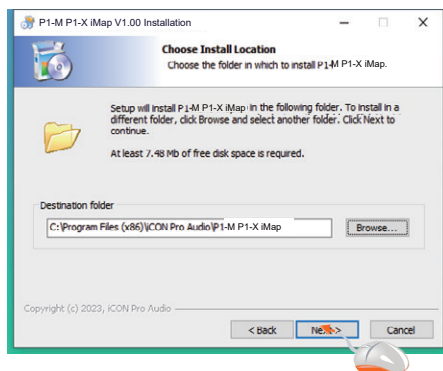 P1-M P1-X iMap V1.00 Installation
Choose Install Location
Choose the folder in which to install P1-M P1-X iMap.
Setup will install P1-M P1-X iMap in the following folder. To install in a
different folder, click Browse and select another folder. Click Next to
continue.
At least 7.48 Mb of free disk space is required.
Destination folder
C:\Program Files (x86)\iCON Pro Audio\P1-M P1-X iMap
Browse...
Copyright (c) 2023, iCON Pro Audio
< Back
Next >
Cancel